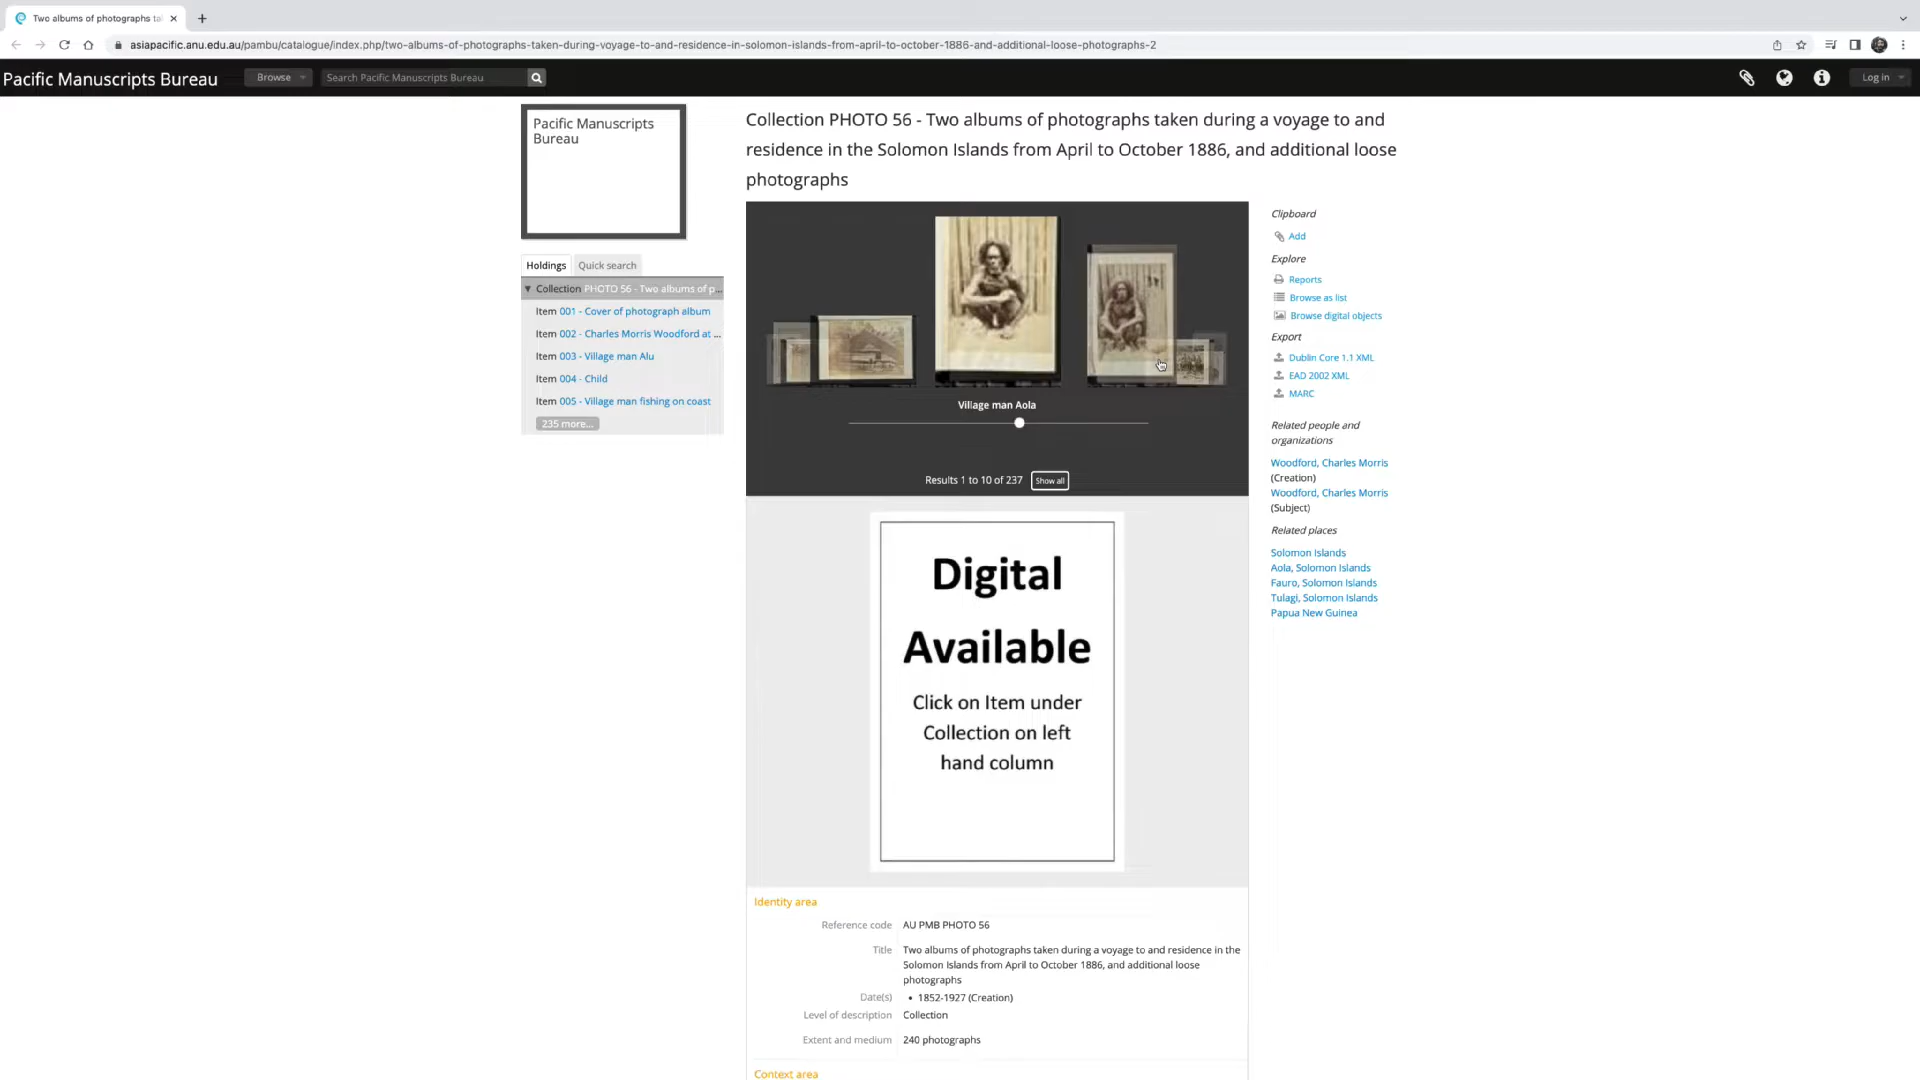 Two albums of photographs ta
asiapacific.anu.edu.au/pambu/catalogue/index.php/two-albums-of-photographs-taken-during-voyage-to-and-residence-in-solomon-islands-from-april-to-october-1886-and-additional-loose-photographs-2
Pacific Manuscripts Bureau
Browse
Search Pacific Manuscripts Bureau
Log in
Pacific Manuscripts
Bureau
Holdings
Quick search
Collection PHOTO 56 - Two albums of p...
Item 001 - Cover of photograph album
Item 002 - Charles Morris Woodford at ...
Item 003 - Village man Alu
Item 004 - Child
Item 005 - Village man fishing on coast
235 more...
Collection PHOTO 56 - Two albums of photographs taken during a voyage to and
residence in the Solomon Islands from April to October 1886, and additional loose
photographs
Village man Aola
Results 1 to 10 of 237
Show all
Digital
Available
Click on Item under
Collection on left
hand column
Identity area
Reference code
AU PMB PHOTO 56
Title
Two albums of photographs taken during a voyage to and residence in the
Solomon Islands from April to October 1886, and additional loose
photographs
Date(s)
• 1852-1927 (Creation)
Level of description
Collection
Extent and medium
240 photographs
Context area
Clipboard
Add
Explore
Reports
Browse as list
Browse digital objects
Export
Dublin Core 1.1 XML
EAD 2002 XML
MARC
Related people and
organizations
Woodford, Charles Morris
(Creation)
Woodford, Charles Morris
(Subject)
Related places
Solomon Islands
Aola, Solomon Islands
Fauro, Solomon Islands
Tulagi, Solomon Islands
Papua New Guinea